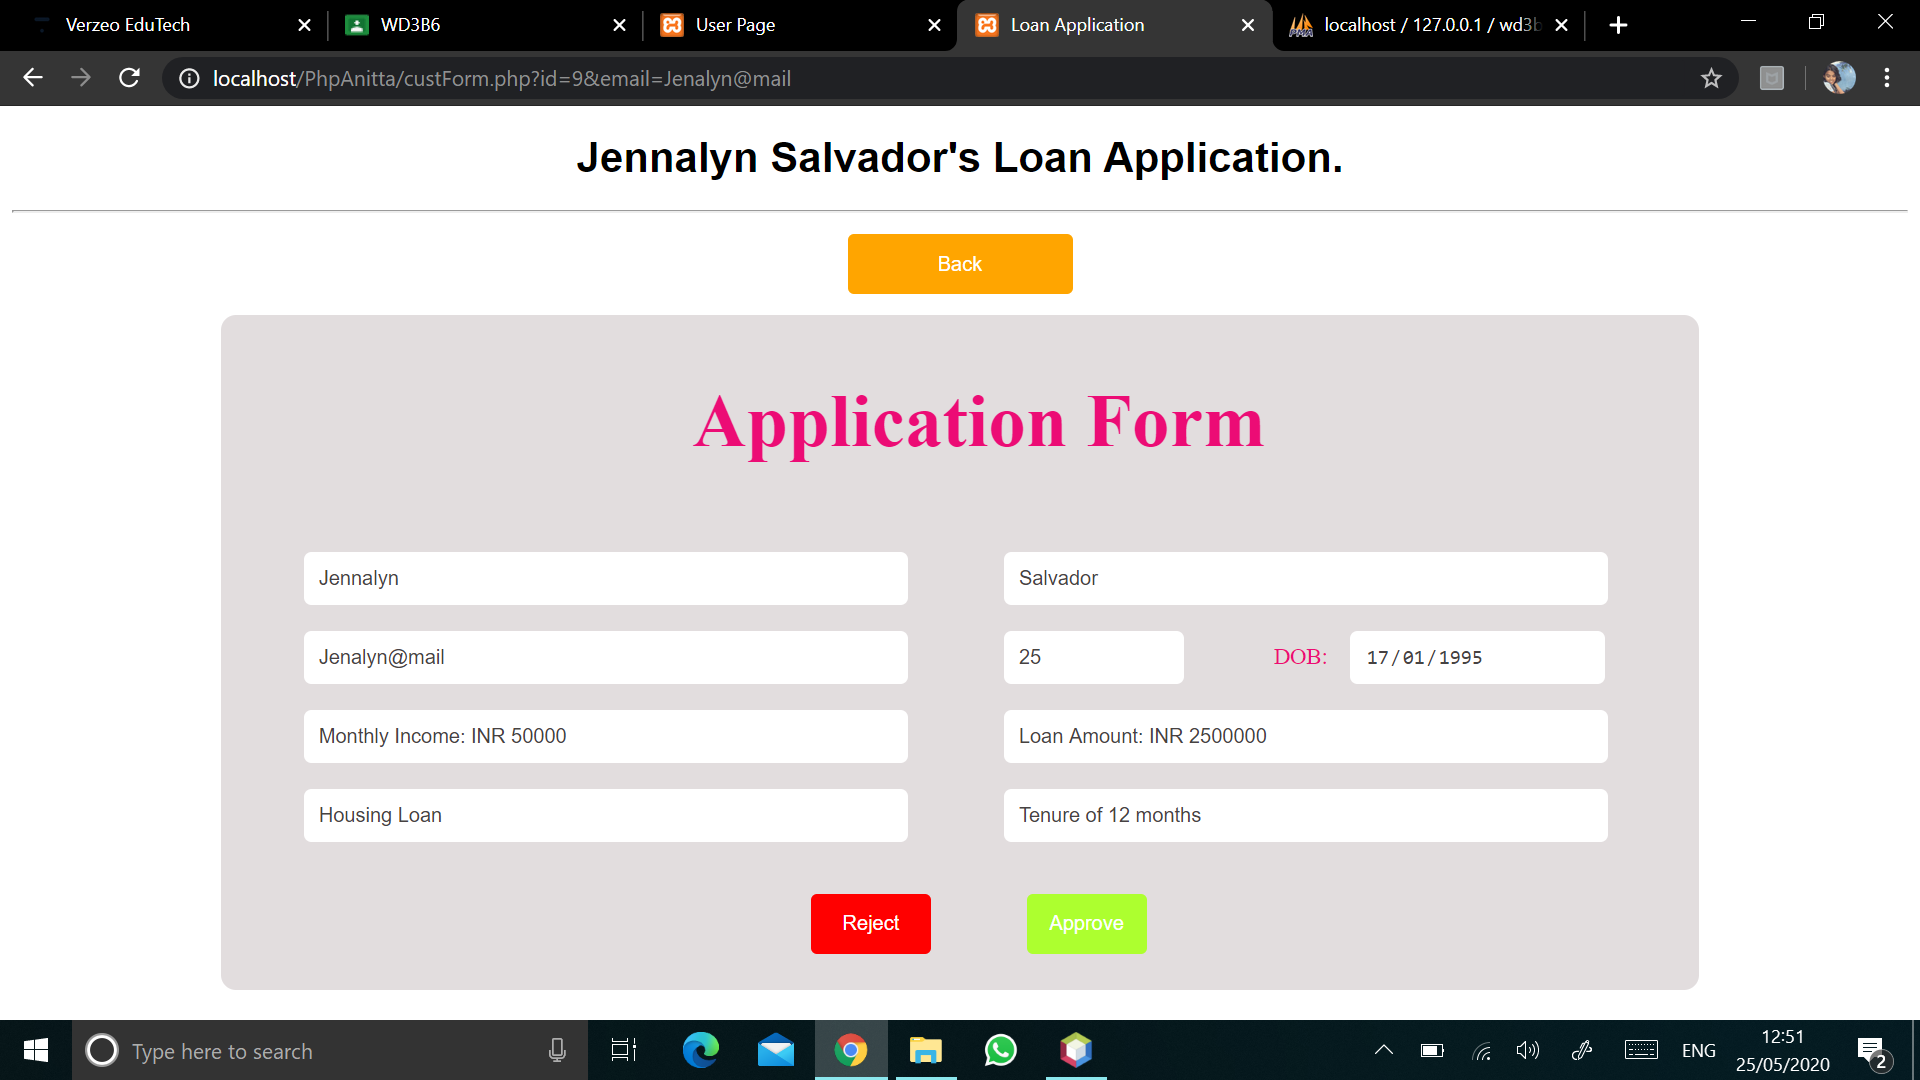 Verzeo EduTech
WD3B6
User Page
Loan Application
localhost / 127.0.0.1 / wd3b
localhost/PhpAnitta/custForm.php?id=9&email=Jenalyn@mail
Jennalyn Salvador's Loan Application.
Back
Application Form
Jennalyn
Salvador
Jenalyn@mail
25
DOB:
17/01/1995
Monthly Income: INR 50000
Loan Amount: INR 2500000
Housing Loan
Tenure of 12 months
Reject
Approve
Type here to search
ENG
12:51
25/05/2020
2